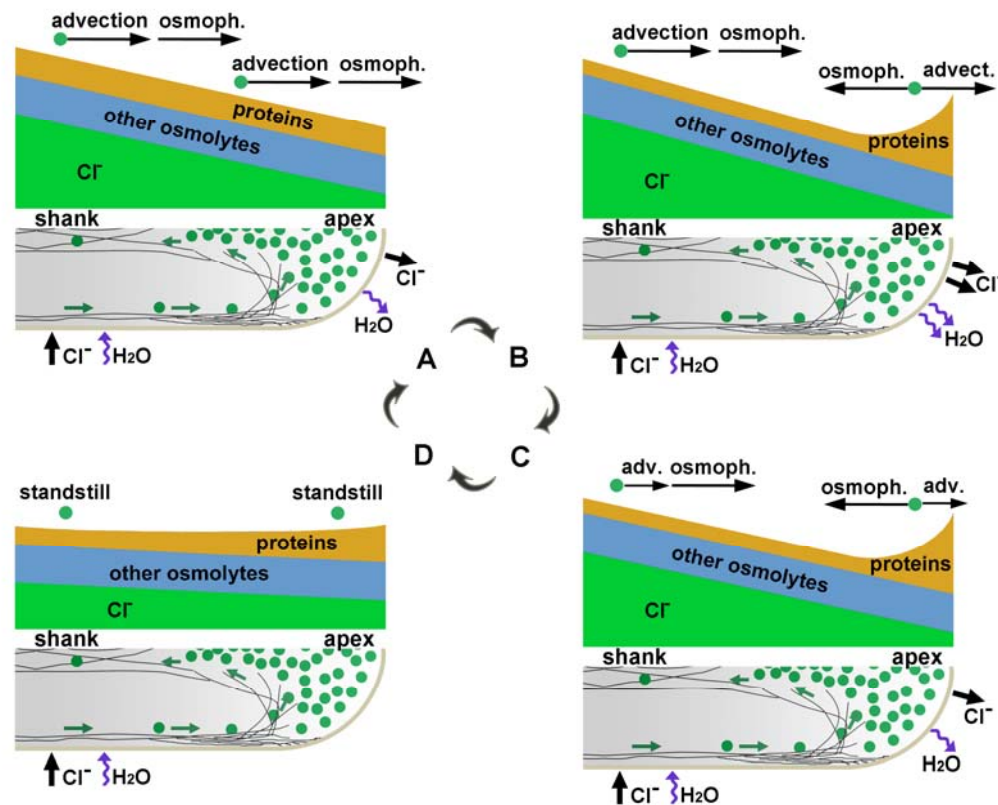 advection osmoph.
advection osmoph.
proteins
other osmolytes
Cl⁻
shank apex
Cl⁻
H₂O
Cl⁻ H₂O
advection osmoph.
osmoph. advect.
proteins
other osmolytes
Cl⁻
shank apex
Cl⁻
Cl⁻
H₂O
Cl⁻ H₂O
A B
D C
standstill standstill
proteins
other osmolytes
Cl⁻
shank apex
Cl⁻ H₂O
adv. osmoph.
osmoph. adv.
proteins
other osmolytes
Cl⁻
shank apex
Cl⁻
H₂O
Cl⁻ H₂O